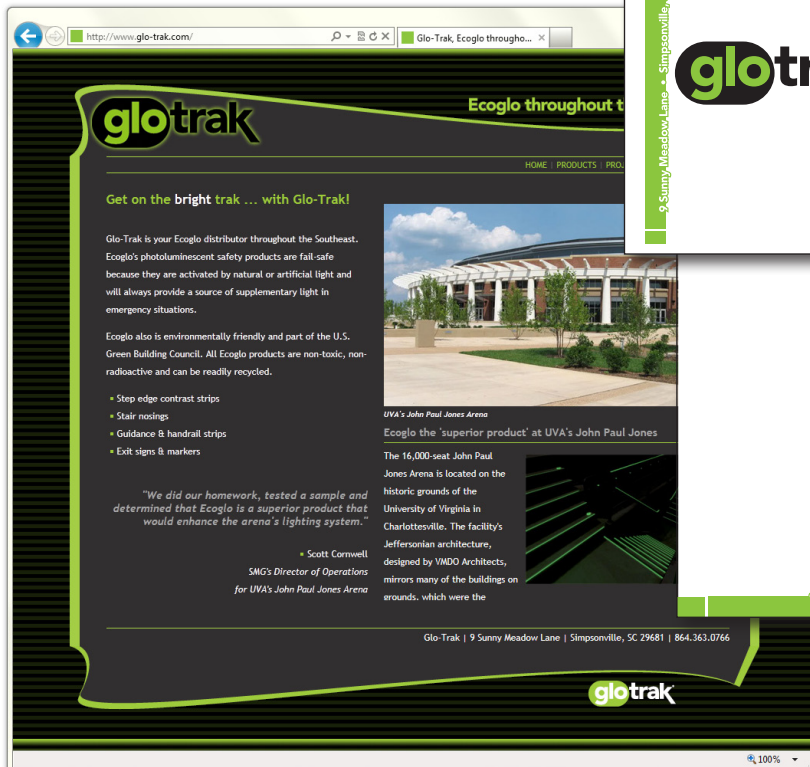 http://www.glo-trak.com/
Glo-Trak, Ecoglo througho...
glotrak
Ecoglo throughout
HOME | PRODUCTS |
Get on the bright trak ... with Glo-Trak!
Glo-Trak is your Ecoglo distributor throughout the Southeast.
Ecoglo's photoluminescent safety products are fail-safe
because they are activated by natural or artificial light and
will always provide a source of supplementary light in
emergency situations.
Ecoglo also is environmentally friendly and part of the U.S.
Green Building Council. All Ecoglo products are non-toxic, non-
radioactive and can be readily recycled.
Step edge contrast strips
Stair nosings
Guidance & handrail strips
Exit signs & markers
"We did our homework, tested a sample and
determined that Ecoglo is a superior product that
would enhance the arena's lighting system."
Scott Cornwell
SMG's Director of Operations
for UVA's John Paul Jones Arena
UVA's John Paul Jones Arena
Ecoglo the 'superior product' at UVA's John Paul Jones
The 16,000-seat John Paul
Jones Arena is located on the
historic grounds of the
University of Virginia in
Charlottesville. The facility's
Jeffersonian architecture,
designed by VMDO Architects,
mirrors many of the buildings on
grounds. which were the
Glo-Trak | 9 Sunny Meadow Lane | Simpsonville, SC 29681 | 864.363.0766
glotrak
100%
9 Sunny Meadow Lane • Simpsonville,
glotr